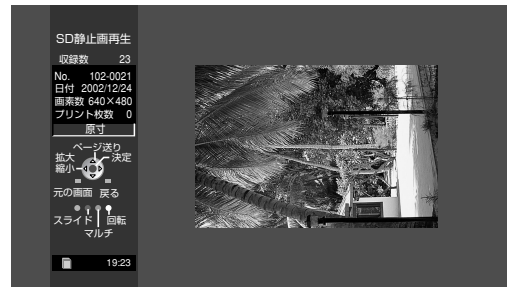 SD静止画再生
収録数 23
No. 102-0021
日付 2002/12/24
画素数 640×480
プリント枚数 0
原寸
ページ送り
拡大 決定
縮小
元の画面 戻る
スライド 回転
マルチ
19:23